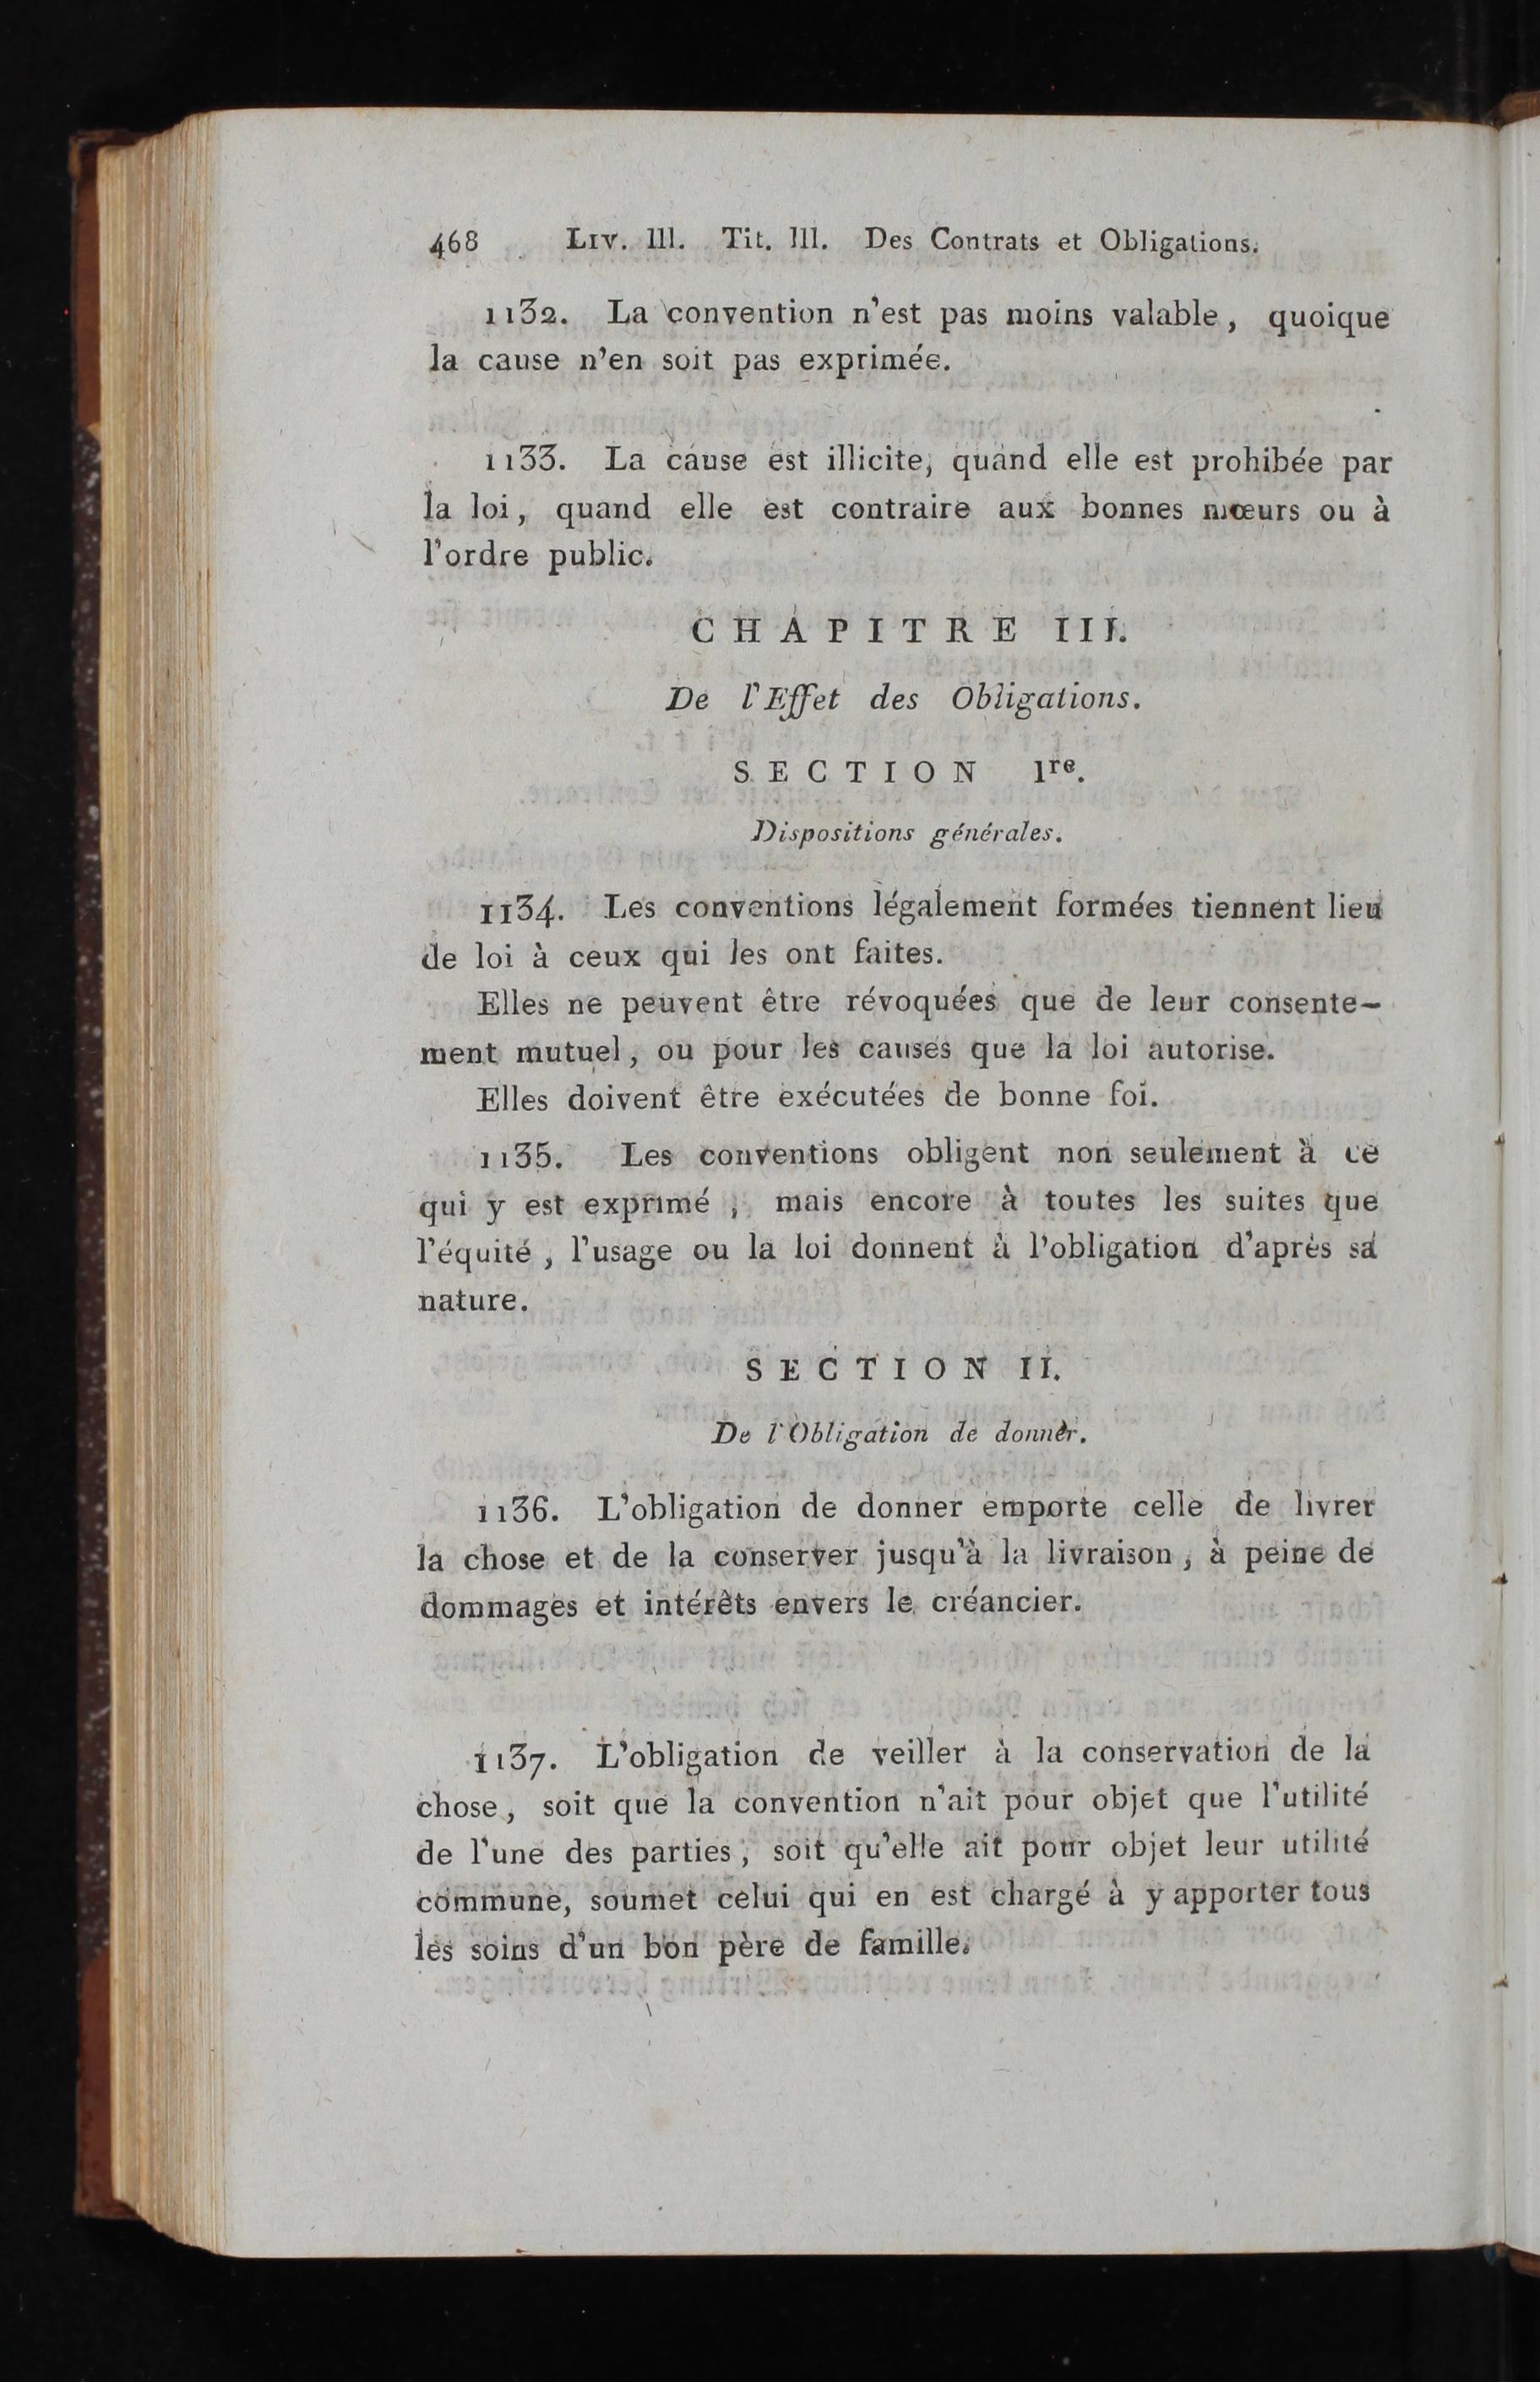 468 Liv. III. Tit. III. Des Contrats et Obligations.
1132. La convention n'est pas moins valable, quoique
la cause n'en soit pas exprimée.
1133. La cause est illicite, quand elle est prohibée par
la loi, quand elle est contraire aux bonnes mœurs ou à
l'ordre public.
CHAPITRE III.
De l'Effet des Obligations.
SECTION Ire.
Dispositions générales.
1134. Les conventions légalement formées tiennent lieu
de loi à ceux qui les ont faites.
Elles ne peuvent être révoquées que de leur consente-
ment mutuel, ou pour les causes que la loi autorise.
Elles doivent être exécutées de bonne foi.
1135. Les conventions obligent non seulement à ce
qui y est exprimé, mais encore à toutes les suites que
l'équité, l'usage ou la loi donnent à l'obligation d'après sa
nature.
SECTION II.
De l'Obligation de donner.
1136. L'obligation de donner emporte celle de livrer
la chose et de la conserver jusqu'à la livraison, à peine de
dommages et intérêts envers le créancier.
1137. L'obligation de veiller à la conservation de la
chose, soit que la convention n'ait pour objet que l'utilité
de l'une des parties, soit qu'elle ait pour objet leur utilité
commune, soumet celui qui en est chargé à y apporter tous
les soins d'un bon père de famille.